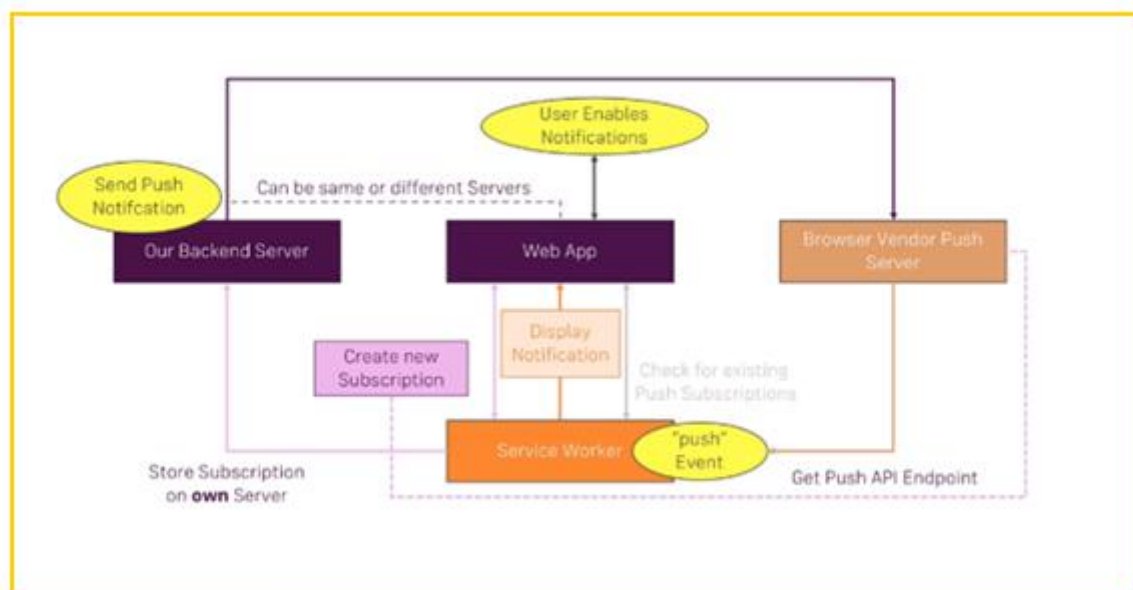 User Enables
Notifications
Send Push
Notifcation
Can be same or different Servers
Our Backend Server
Web App
Browser Vendor Push
Server
Display
Notification
Create new
Subscription
Check for existing
Push Subscriptions
Service Worker
"push"
Event
Store Subscription
on own Server
Get Push API Endpoint